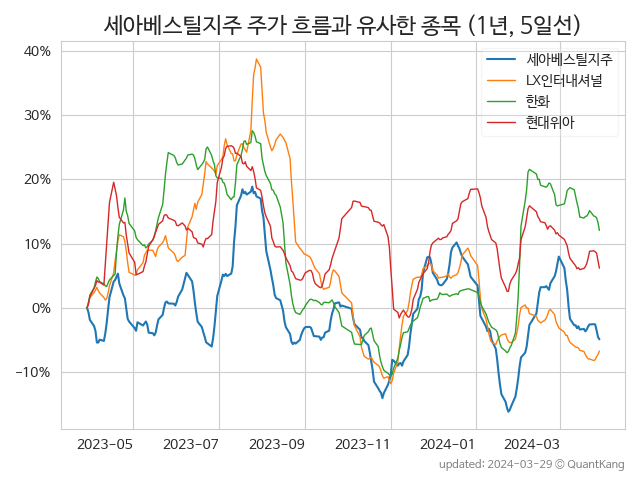 세아베스틸지주 주가 흐름과 유사한 종목 (1년, 5일선)
세아베스틸지주
LX인터내셔널
한화
현대위아
40%
30%
20%
10%
0%
−10%
2023-05 2023-07 2023-09 2023-11 2024-01 2024-03
updated: 2024-03-29 © QuantKang